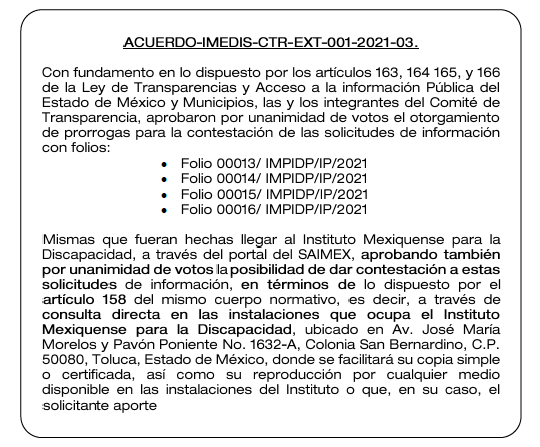 ACUERDO-IMEDIS-CTR-EXT-001-2021-03.
Con fundamento en lo dispuesto por los artículos 163, 164 165, y 166
de la Ley de Transparencias y Acceso a la información Pública del
Estado de México y Municipios, las y los integrantes del Comité de
Transparencia, aprobaron por unanimidad de votos el otorgamiento
de prorrogas para la contestación de las solicitudes de información
con folios:
• Folio 00013/ IMPIDP/IP/2021
• Folio 00014/ IMPIDP/IP/2021
• Folio 00015/ IMPIDP/IP/2021
• Folio 00016/ IMPIDP/IP/2021
Mismas que fueran hechas llegar al Instituto Mexiquense para la
Discapacidad, a través del portal del SAIMEX, aprobando también
por unanimidad de votos la posibilidad de dar contestación a estas
solicitudes de información, en términos de lo dispuesto por el
artículo 158 del mismo cuerpo normativo, es decir, a través de
consulta directa en las instalaciones que ocupa el Instituto
Mexiquense para la Discapacidad, ubicado en Av. José María
Morelos y Pavón Poniente No. 1632-A, Colonia San Bernardino, C.P.
50080, Toluca, Estado de México, donde se facilitará su copia simple
o certificada, así como su reproducción por cualquier medio
disponible en las instalaciones del Instituto o que, en su caso, el
solicitante aporte